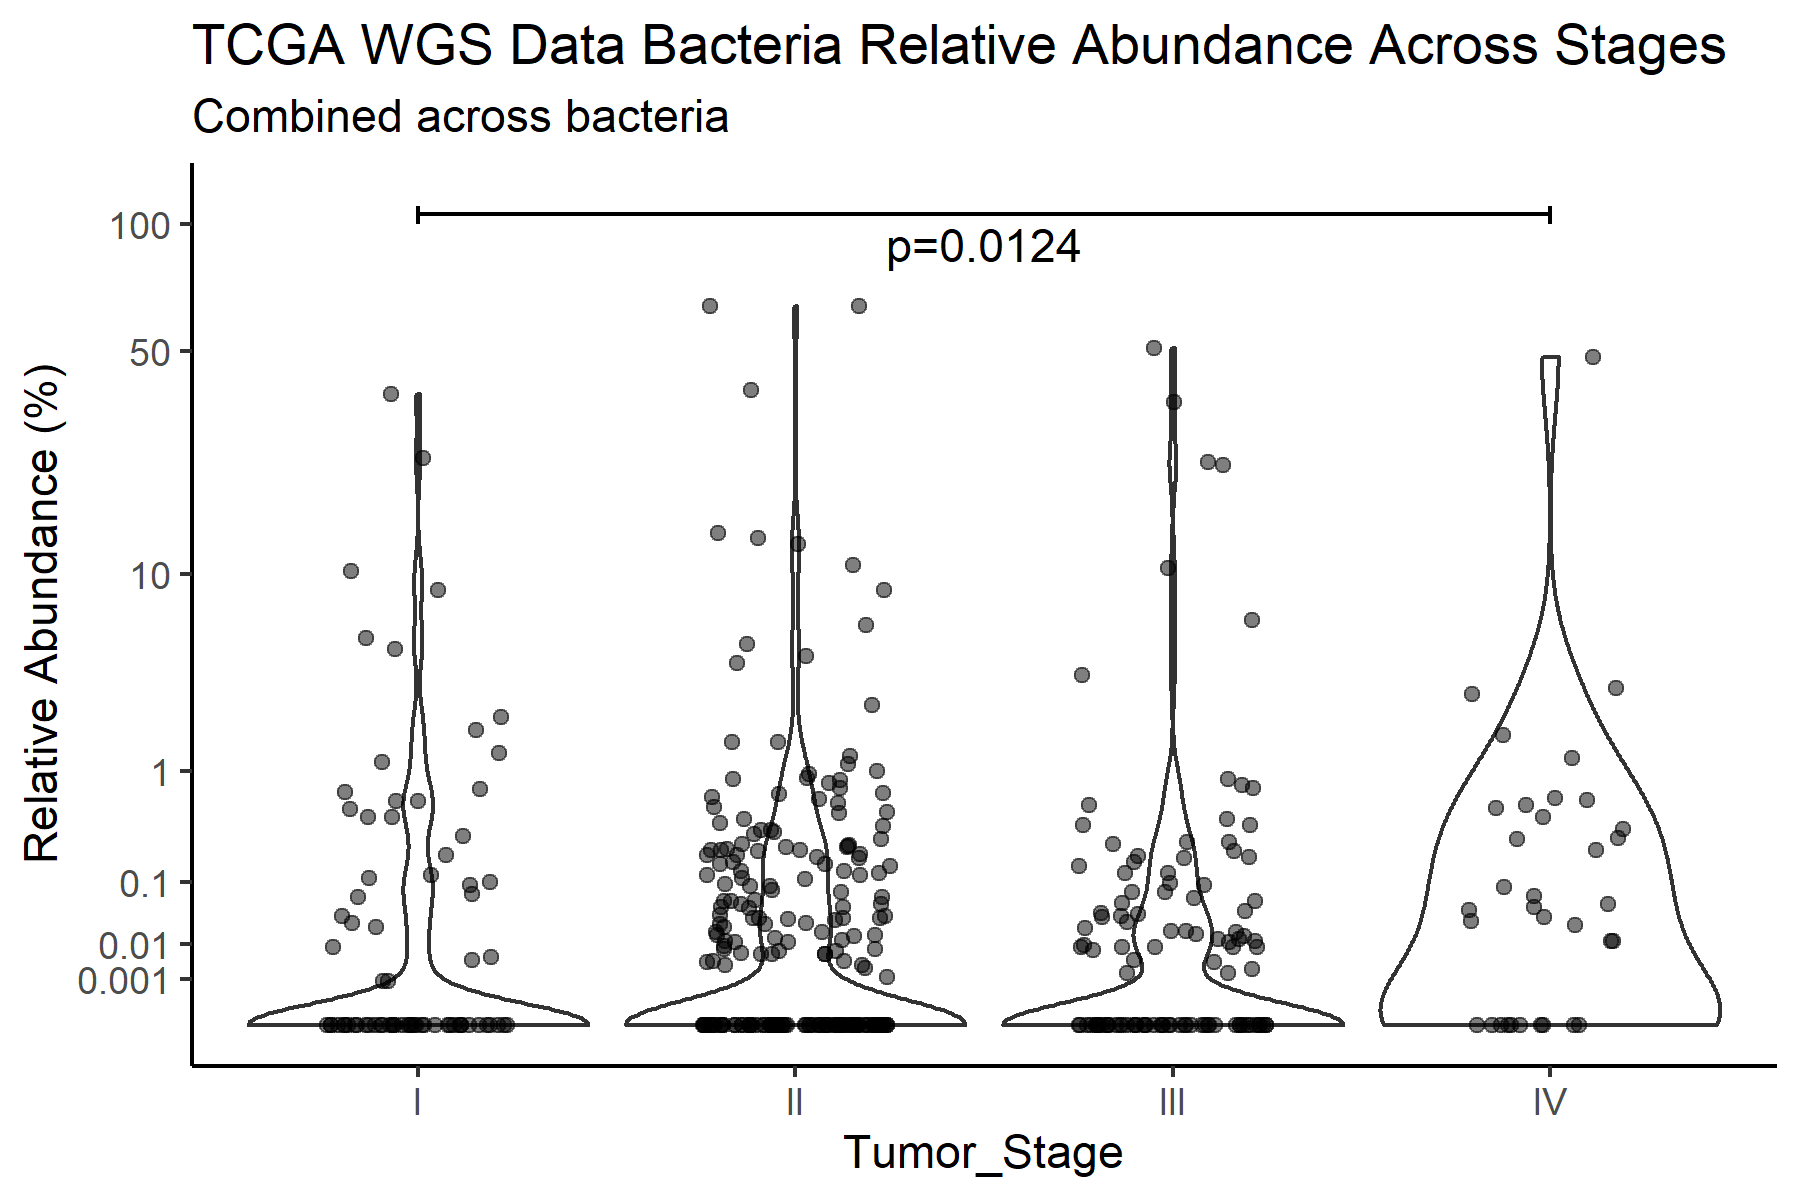 TCGA WGS Data Bacteria Relative Abundance Across Stages
Combined across bacteria
p=0.0124
Relative Abundance (%)
100
50
10
1
0.1
0.01
0.001
I
II
III
IV
Tumor_Stage